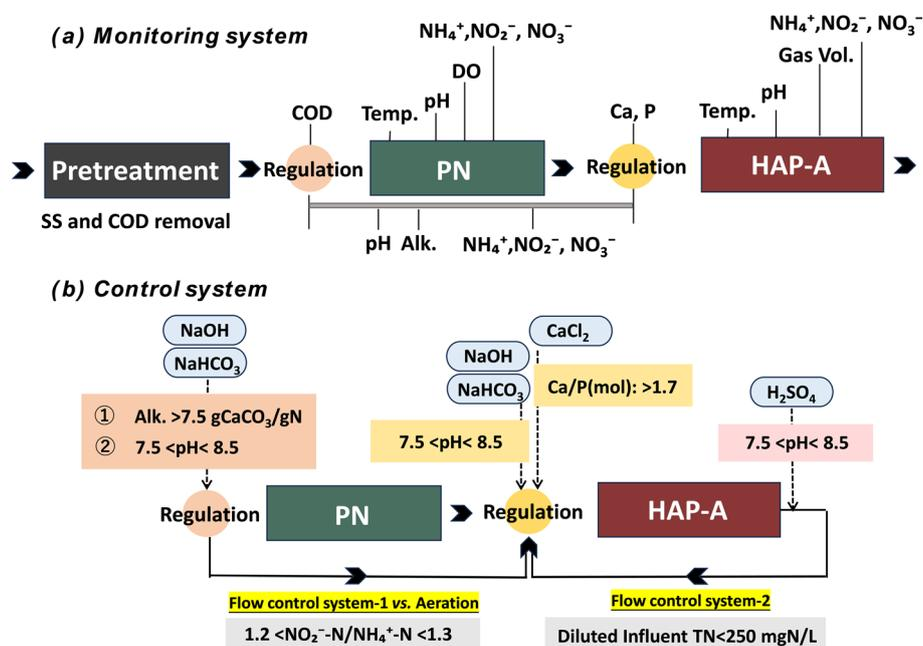 (a) Monitoring system
NH₄⁺,NO₂⁻, NO₃⁻
DO
pH
Temp.
COD
Ca, P
NH₄⁺,NO₂⁻, NO₃⁻
Gas Vol.
pH
Temp.
Pretreatment
Regulation
PN
Regulation
HAP-A
SS and COD removal
pH Alk. NH₄⁺,NO₂⁻, NO₃⁻
(b) Control system
NaOH
NaHCO₃
① Alk. >7.5 gCaCO₃/gN
② 7.5 <pH< 8.5
NaOH
NaHCO₃
CaCl₂
Ca/P(mol): >1.7
7.5 <pH< 8.5
H₂SO₄
7.5 <pH< 8.5
Regulation
PN
Regulation
HAP-A
Flow control system-1 vs. Aeration
1.2 <NO₂⁻-N/NH₄⁺-N <1.3
Flow control system-2
Diluted Influent TN<250 mgN/L